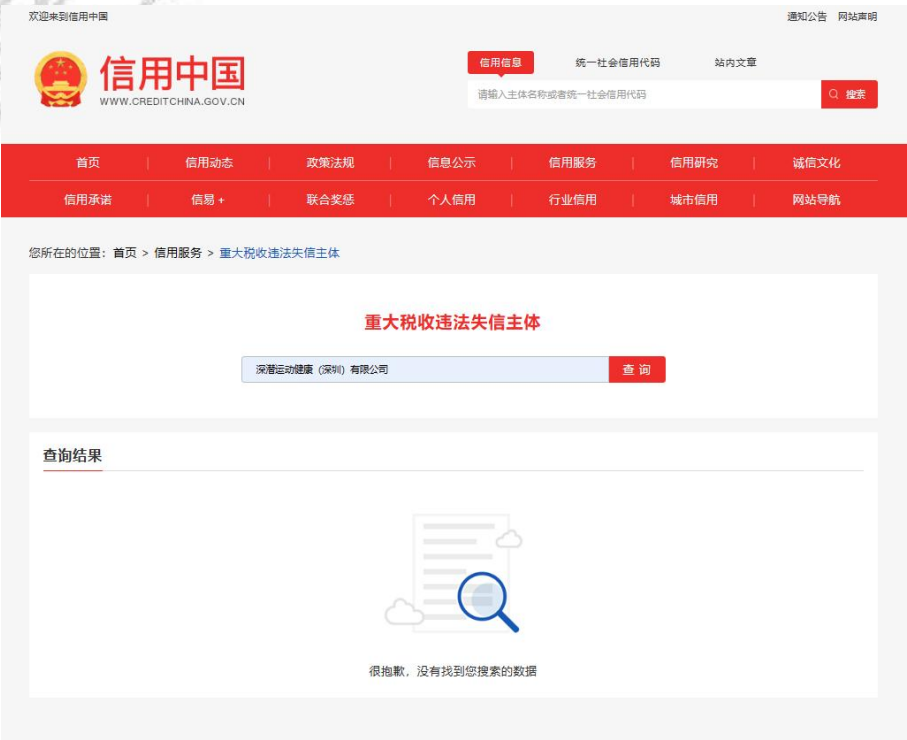 欢迎来到信用中国 通知公告 网站声明
信用中国
WWW.CREDITCHINA.GOV.CN
信用信息 统一社会信用代码 站内文章
请输入主体名称或者统一社会信用代码 搜索
首页 信用动态 政策法规 信息公示 信用服务 信用研究 诚信文化
信用承诺 信易+ 联合奖惩 个人信用 行业信用 城市信用 网站导航
您所在的位置：首页 > 信用服务 > 重大税收违法失信主体
重大税收违法失信主体
深潜运动健康（深圳）有限公司 查询
查询结果
很抱歉，没有找到您搜索的数据